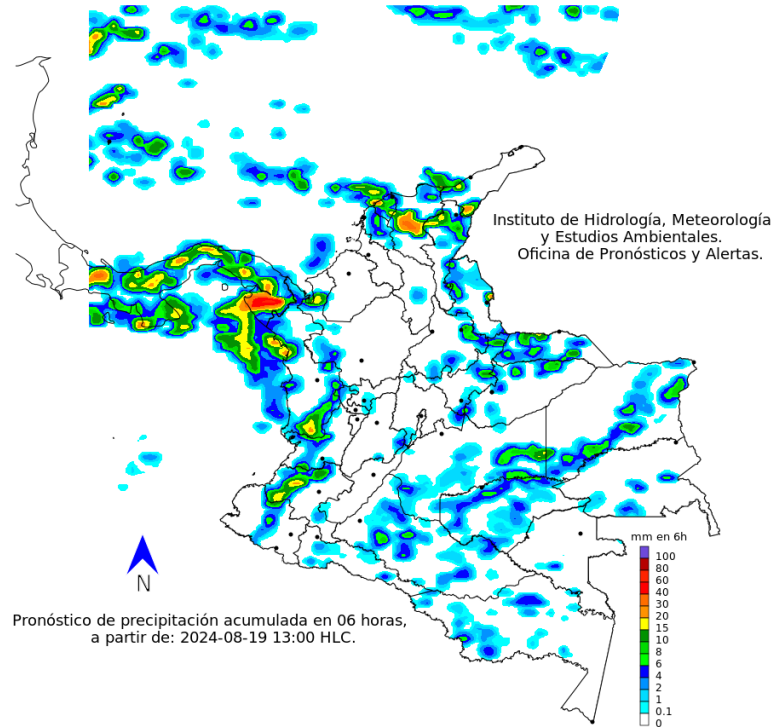 Instituto de Hidrología, Meteorología
y Estudios Ambientales.
Oficina de Pronósticos y Alertas.
N
Pronóstico de precipitación acumulada en 06 horas,
a partir de: 2024-08-19 13:00 HLC.
mm en 6h
100
80
60
40
30
20
15
10
8
6
4
2
1
0.1
0